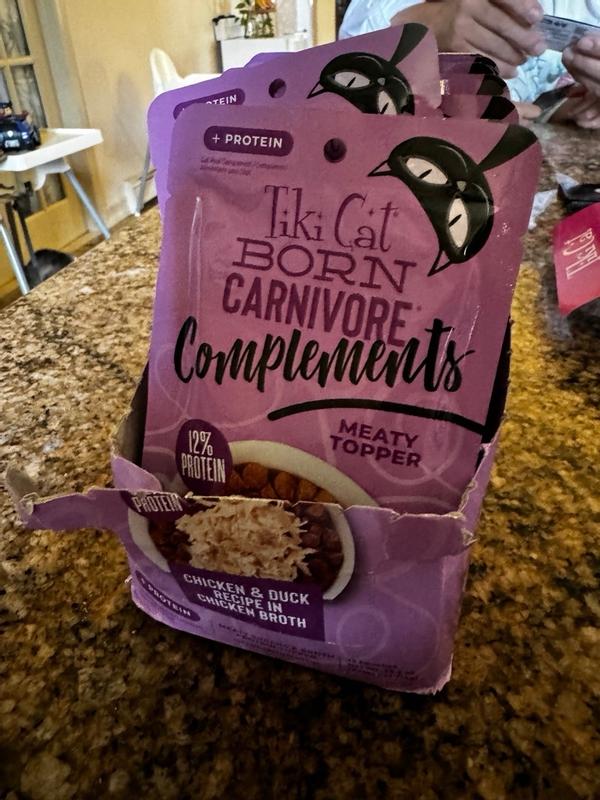 PROTEIN
+ PROTEIN
Tiki Cat
BORN
CARNIVORE®
Complements
MEATY
TOPPER
12%
PROTEIN
PROTEIN
CHICKEN & DUCK
RECIPE IN
CHICKEN BROTH
+ PROTEIN